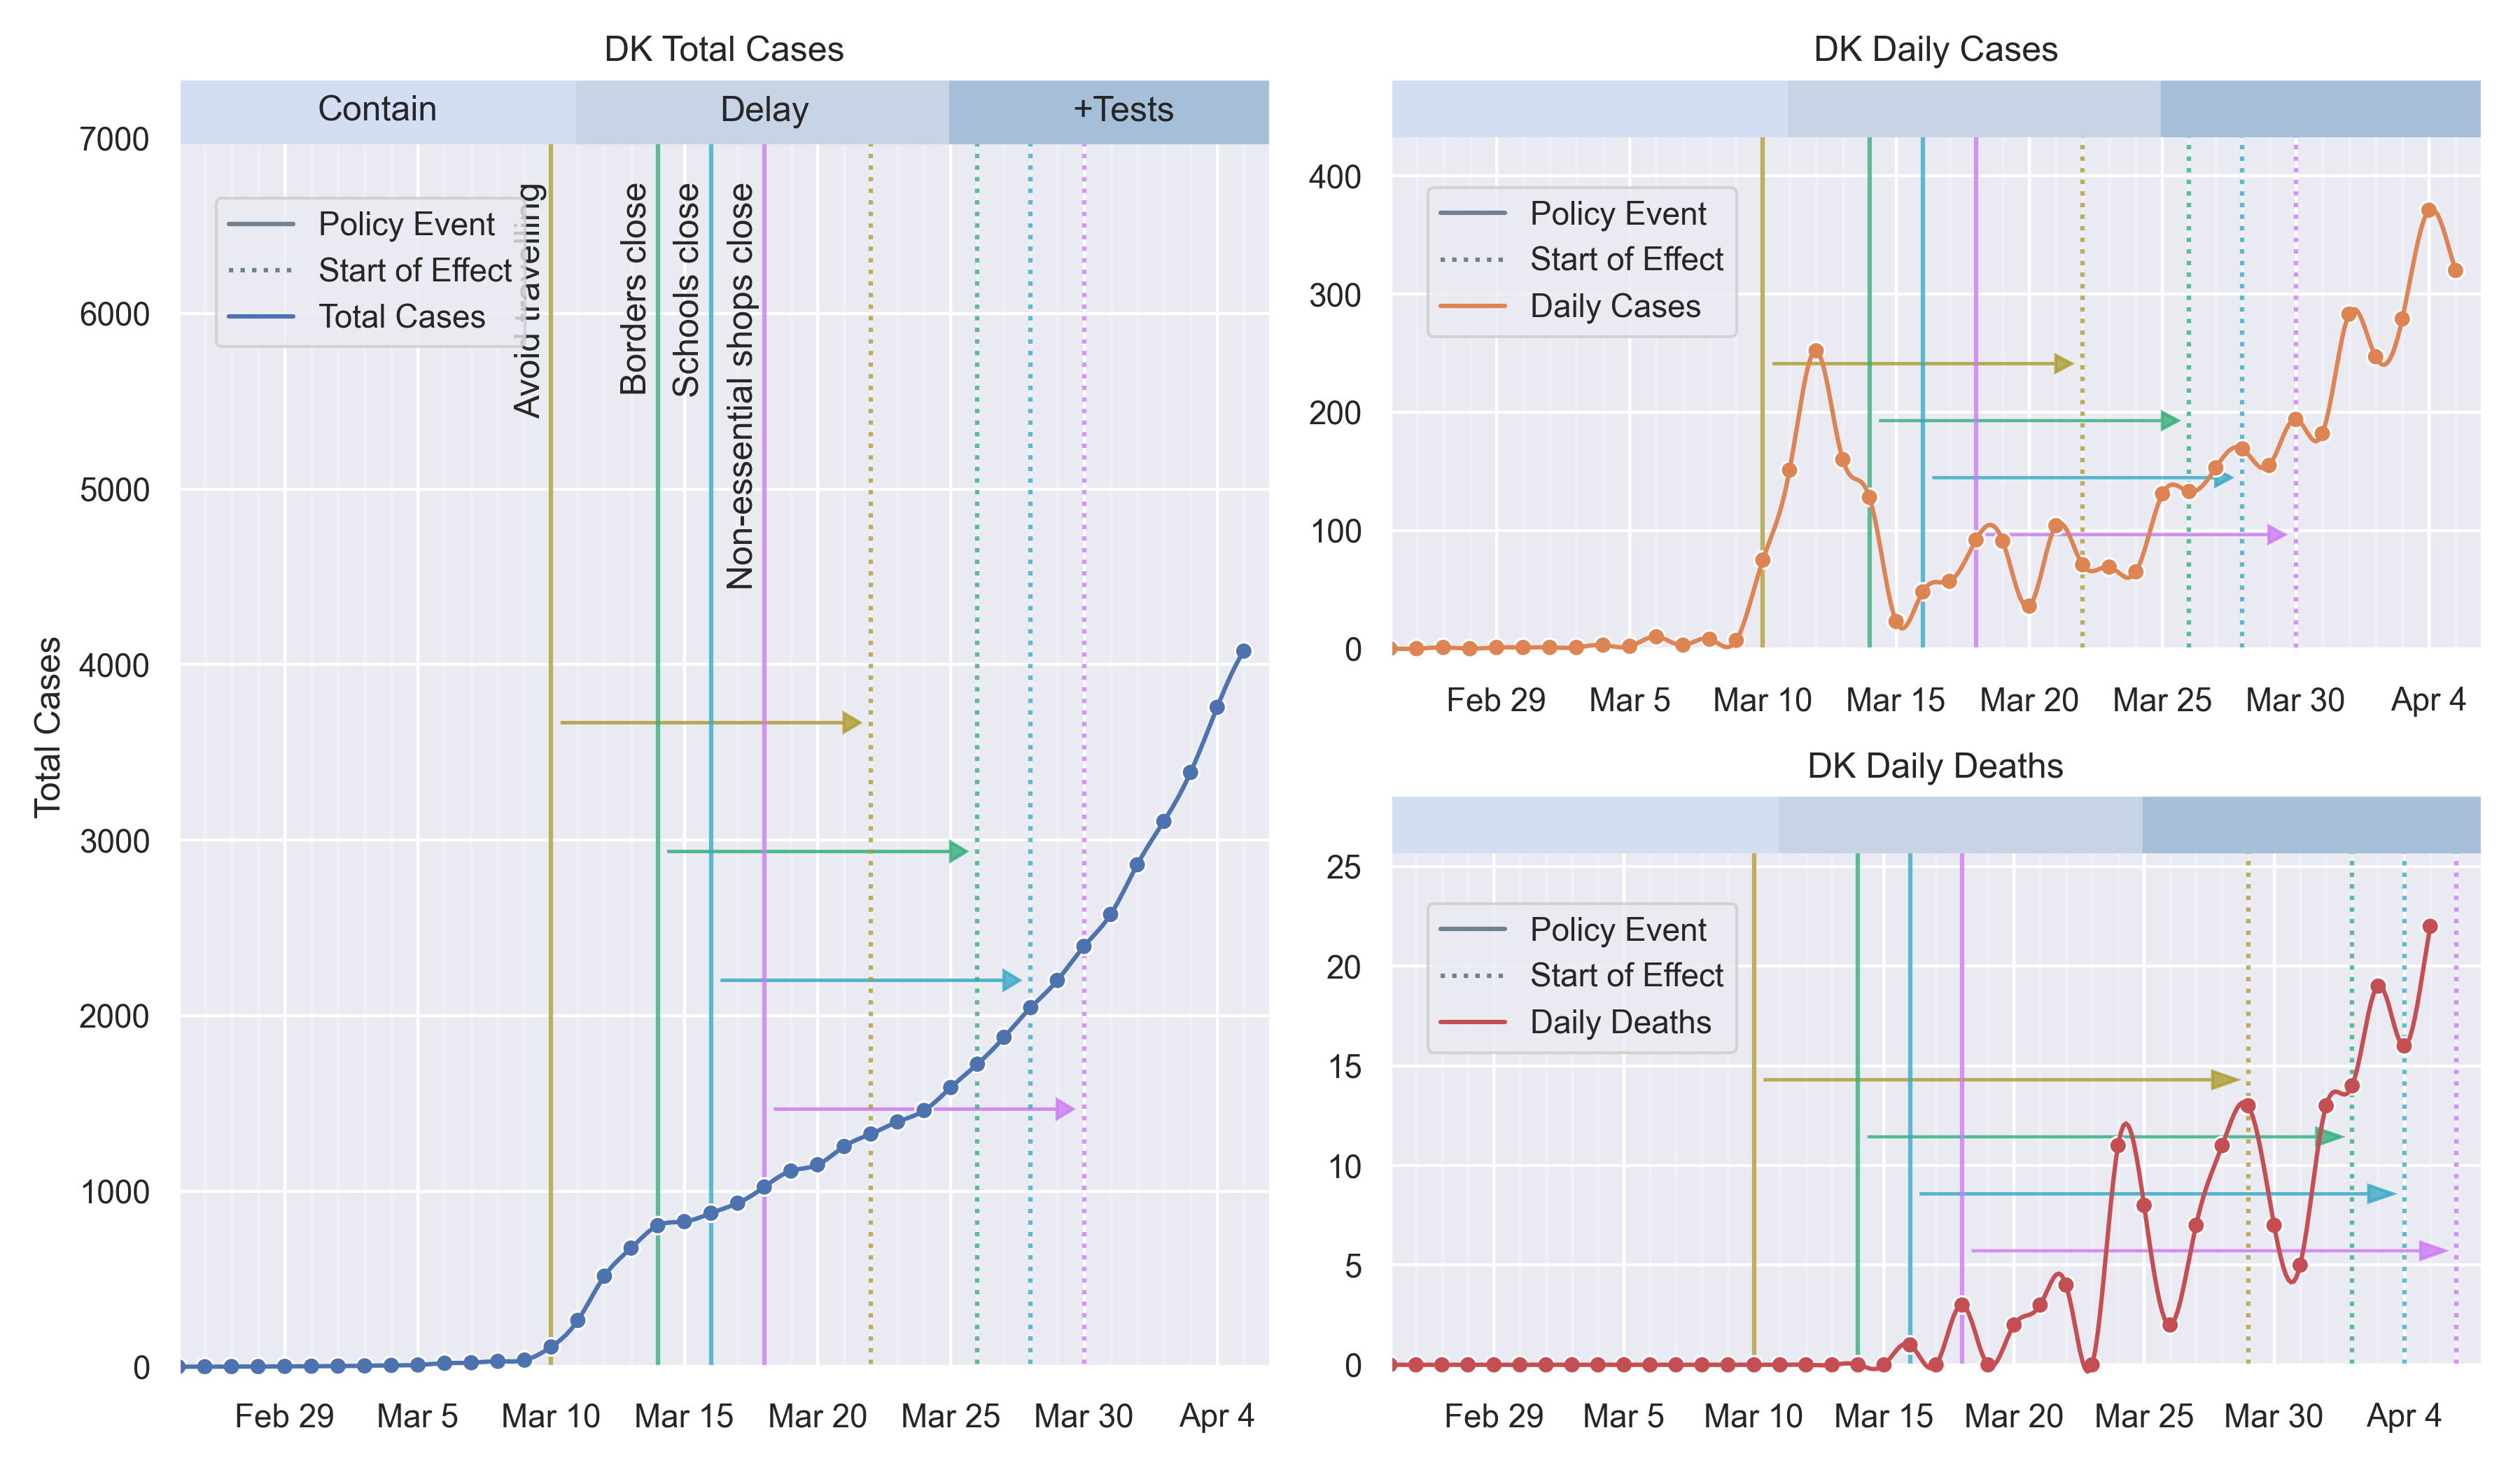 DK Total Cases
Contain
Delay
+Tests
7000
6000
5000
4000
3000
2000
1000
0
Total Cases
Policy Event
Start of Effect
Total Cases
Avoid travelling
Borders close
Schools close
Non-essential shops close
Feb 29
Mar 5
Mar 10
Mar 15
Mar 20
Mar 25
Mar 30
Apr 4
DK Daily Cases
400
300
200
100
0
Policy Event
Start of Effect
Daily Cases
Feb 29
Mar 5
Mar 10
Mar 15
Mar 20
Mar 25
Mar 30
Apr 4
DK Daily Deaths
25
20
15
10
5
0
Policy Event
Start of Effect
Daily Deaths
Feb 29
Mar 5
Mar 10
Mar 15
Mar 20
Mar 25
Mar 30
Apr 4